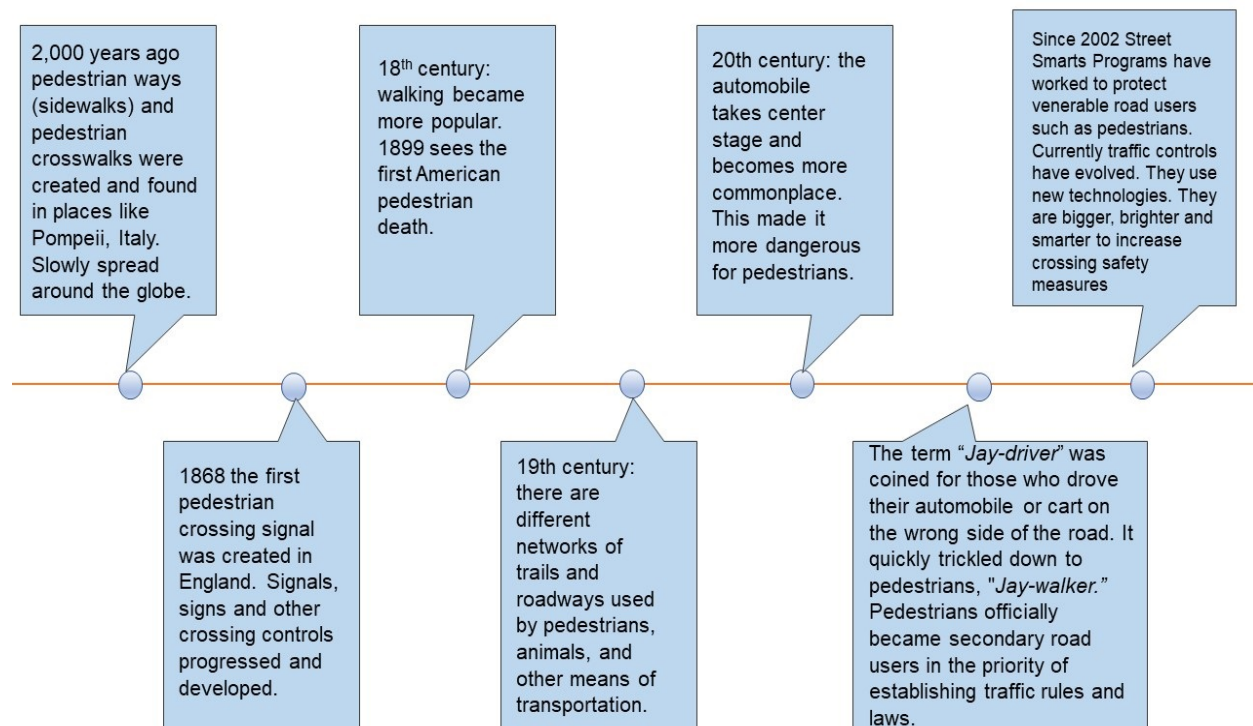 2,000 years ago
pedestrian ways
(sidewalks) and
pedestrian
crosswalks were
created and found
in places like
Pompeii, Italy.
Slowly spread
around the globe.
1868 the first
pedestrian
crossing signal
was created in
England. Signals,
signs and other
crossing controls
progressed and
developed.
18th century:
walking became
more popular.
1899 sees the
first American
pedestrian
death.
19th century:
there are
different
networks of
trails and
roadways used
by pedestrians,
animals, and
other means of
transportation.
20th century: the
automobile
takes center
stage and
becomes more
commonplace.
This made it
more dangerous
for pedestrians.
The term “Jay-driver” was
coined for those who drove
their automobile or cart on
the wrong side of the road. It
quickly trickled down to
pedestrians, "Jay-walker.”
Pedestrians officially
became secondary road
users in the priority of
establishing traffic rules and
laws.
Since 2002 Street
Smarts Programs have
worked to protect
venerable road users
such as pedestrians.
Currently traffic controls
have evolved. They use
new technologies. They
are bigger, brighter and
smarter to increase
crossing safety
measures